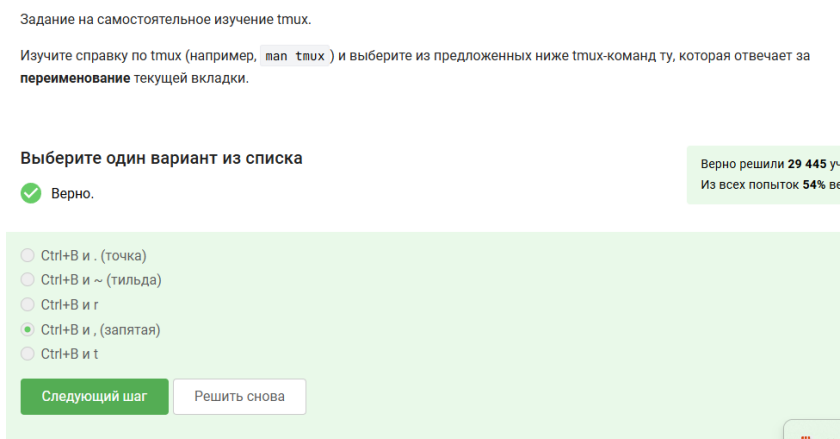 Задание на самостоятельное изучение tmux.
Изучите справку по tmux (например, man tmux ) и выберите из предложенных ниже tmux-команд ту, которая отвечает за
переименование текущей вкладки.
Выберите один вариант из списка
Верно решили 29 445
Верно.
Из всех попыток 54%
Ctrl+B и . (точка)
Ctrl+B и ~ (тильда)
Ctrl+B и r
Ctrl+B и , (запятая)
Ctrl+B и t
Следующий шаг
Решить снова